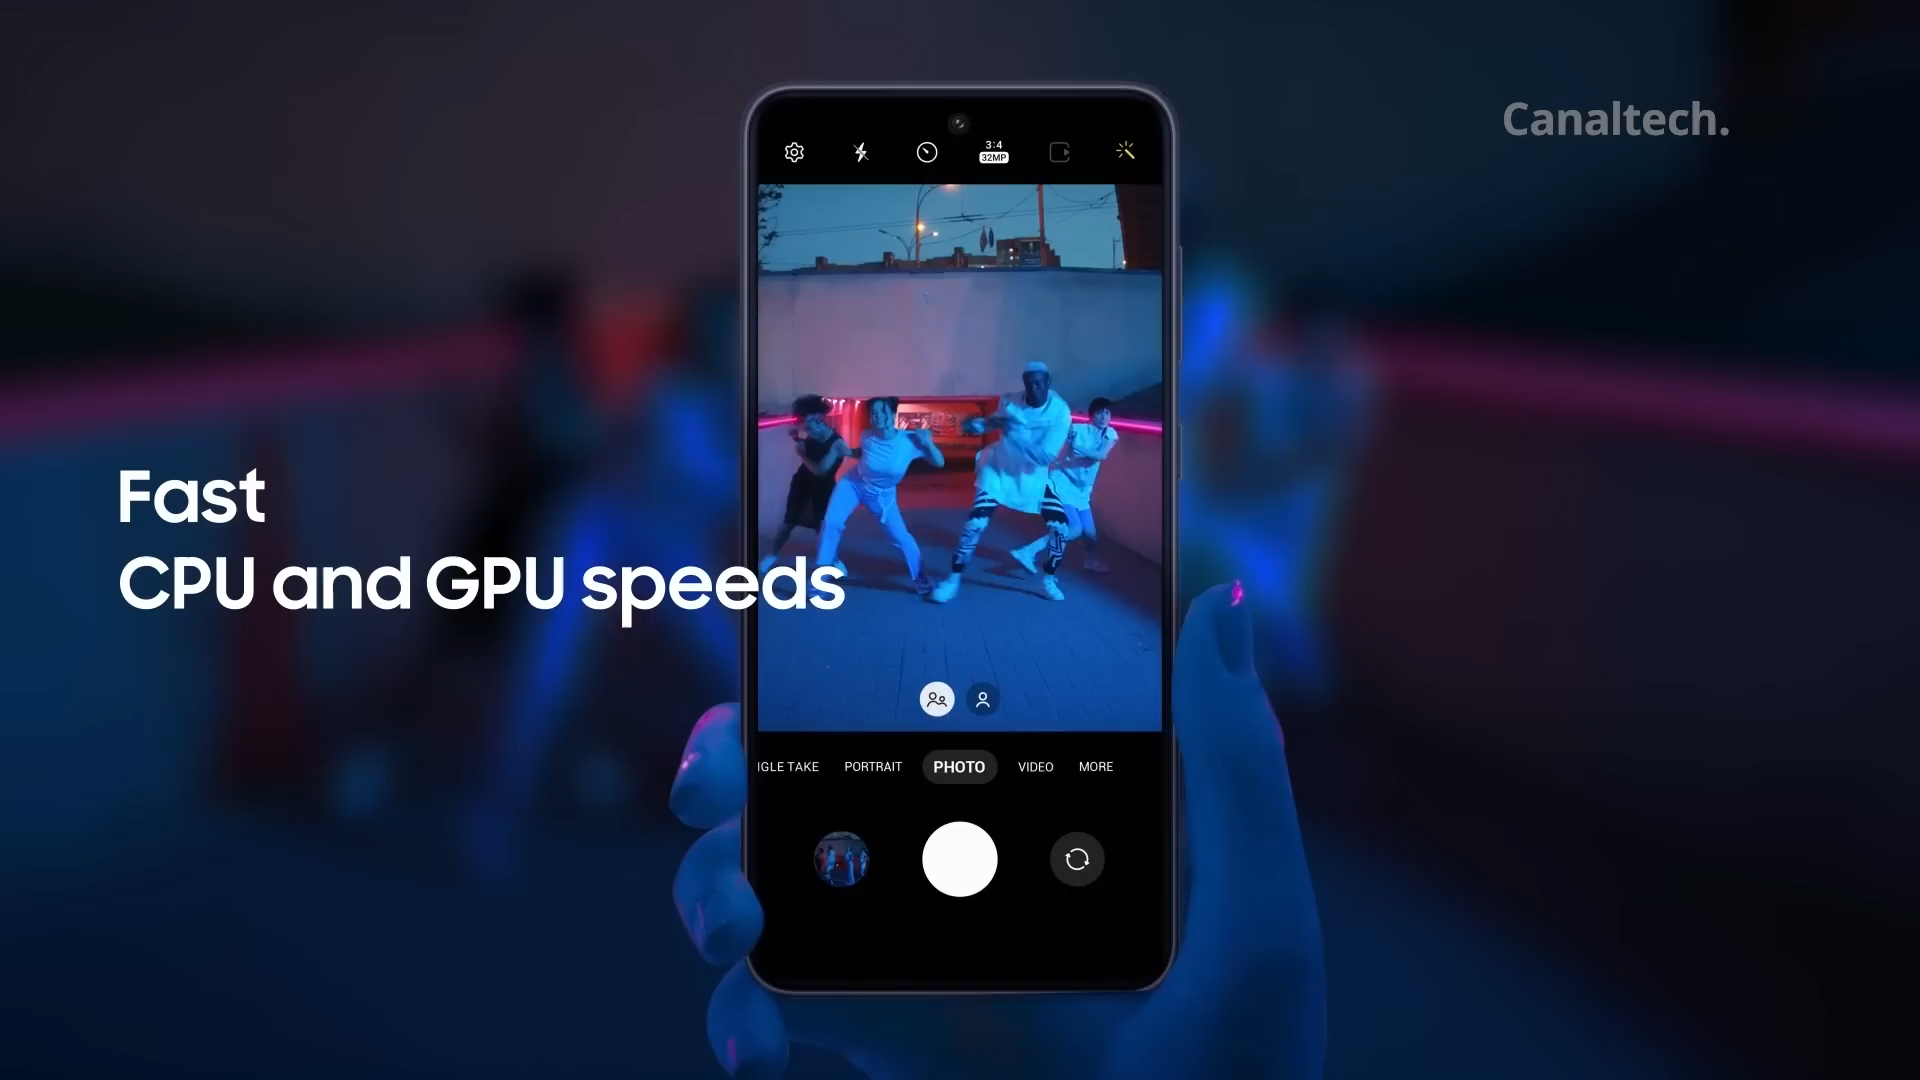 Canaltech.
3:4
32MP
Fast
CPU and GPU speeds
IGLE TAKE
PORTRAIT
PHOTO
VIDEO
MORE